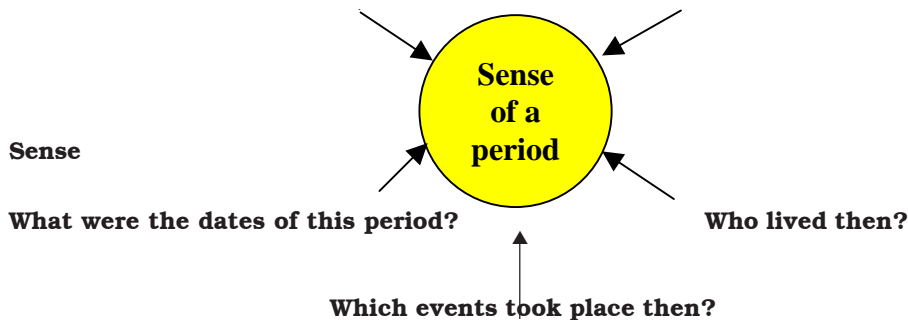 Sense
of a
period
Sense
What were the dates of this period?
Who lived then?
Which events took place then?